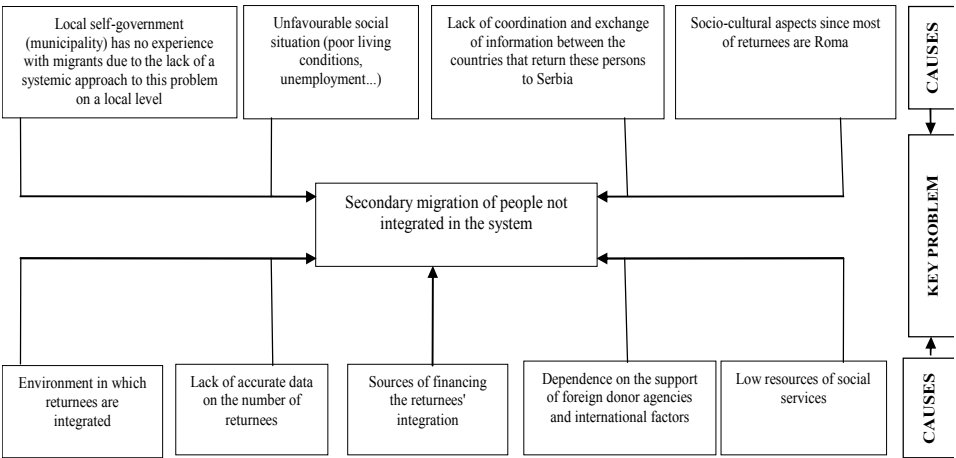 Local self-government
(municipality) has no experience
with migrants due to the lack of a
systemic approach to this problem
on a local level
Unfavourable social
situation (poor living
conditions,
unemployment...)
Lack of coordination and exchange
of information between the
countries that return these persons
to Serbia
Socio-cultural aspects since most
of returnees are Roma
CAUSES
Secondary migration of people not
integrated in the system
KEY PROBLEM
Environment in which
returnees are
integrated
Lack of accurate data
on the number of
returnees
Sources of financing
the returnees'
integration
Dependence on the support
of foreign donor agencies
and international factors
Low resources of social
services
CAUSES